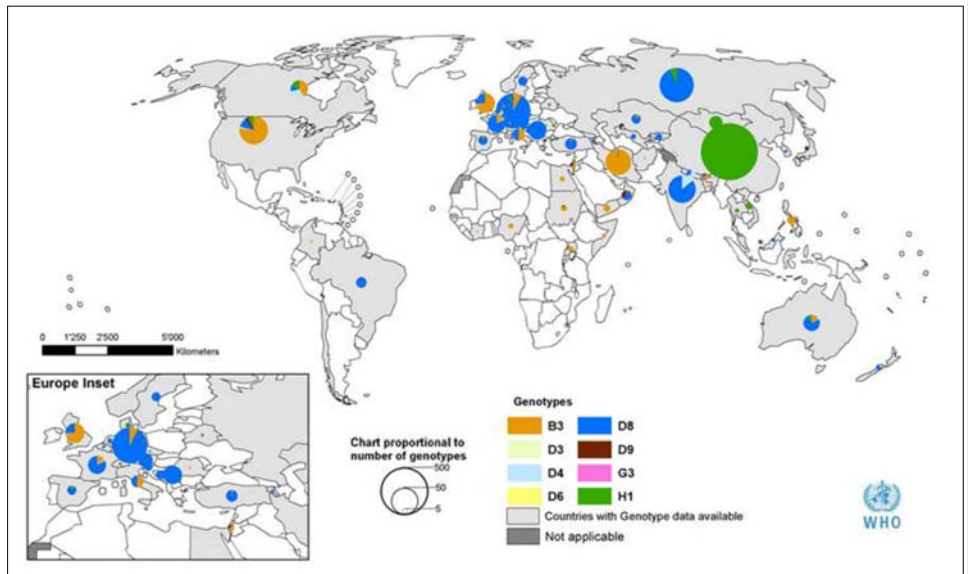 0 1'250 2'500 5'000
Kilometers
Europe Inset
Chart proportional to
number of genotypes
500
50
5
Genotypes
B3 D8
D3 D9
D4 G3
D6 H1
Countries with Genotype data available
Not applicable
WHO